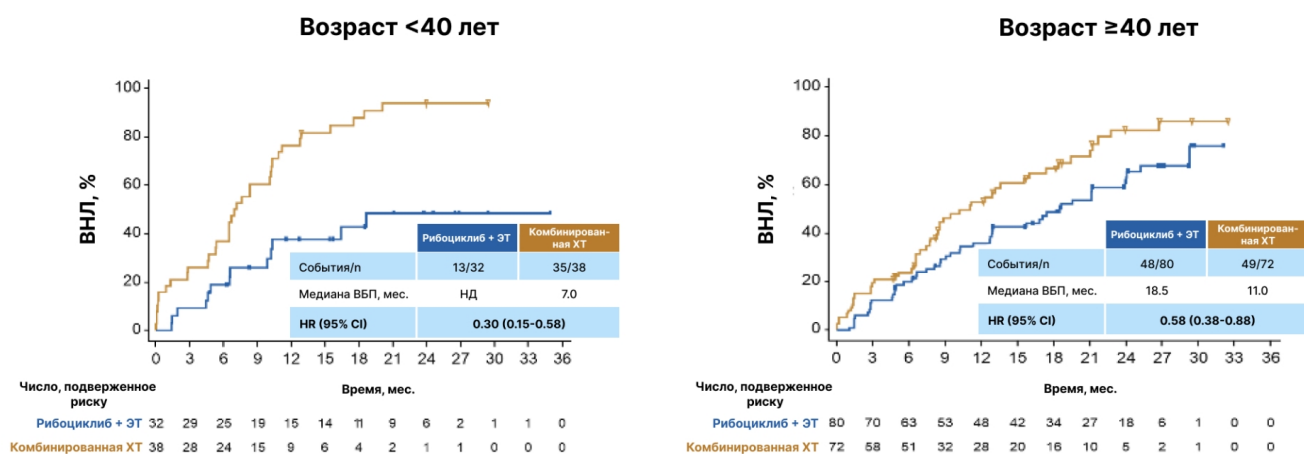 Возраст <40 лет
100
80
60
40
20
0
ВНЛ, %
Рибоциклиб + ЭТ
Комбинирован-
ная ХТ
События/n 13/32 35/38
Медиана ВБП, мес. НД 7.0
HR (95% CI) 0.30 (0.15-0.58)
0 3 6 9 12 15 18 21 24 27 30 33 36
Число, подверженное
риску
Время, мес.
Рибоциклиб + ЭТ 32 29 25 19 15 14 11 9 6 2 1 1 0
Комбинированная ХТ 38 28 24 15 9 6 4 2 1 1 0 0 0
Возраст ≥40 лет
100
80
60
40
20
0
ВНЛ, %
Рибоциклиб + ЭТ
Комбинирован-
ная ХТ
События/n 48/80 49/72
Медиана ВБП, мес. 18.5 11.0
HR (95% CI) 0.58 (0.38-0.88)
0 3 6 9 12 15 18 21 24 27 30 33 36
Число, подверженное
риску
Время, мес.
Рибоциклиб + ЭТ 80 70 63 53 48 42 34 27 18 6 1 0 0
Комбинированная ХТ 72 58 51 32 28 20 16 10 5 2 1 0 0